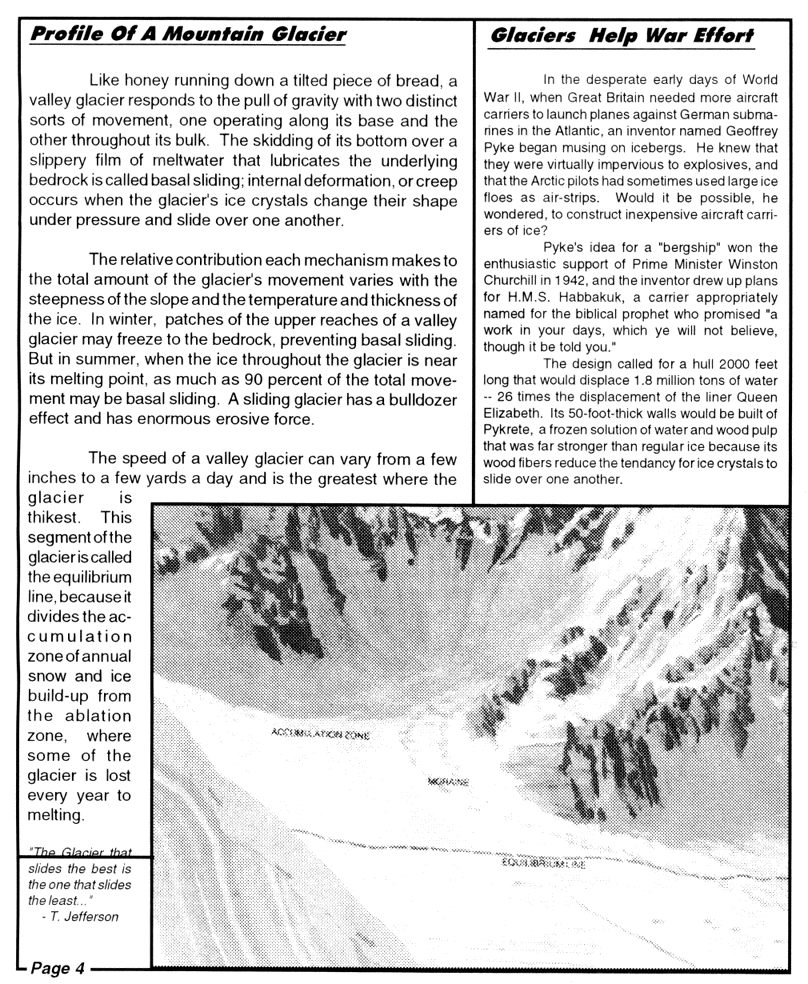 Profile Of A Mountain Glacier
Like honey running down a tilted piece of bread, a
valley glacier responds to the pull of gravity with two distinct
sorts of movement, one operating along its base and the
other throughout its bulk. The skidding of its bottom over a
slippery film of meltwater that lubricates the underlying
bedrock is called basal sliding; internal deformation, or creep
occurs when the glacier's ice crystals change their shape
under pressure and slide over one another.
The relative contribution each mechanism makes to
the total amount of the glacier's movement varies with the
steepness of the slope and the temperature and thickness of
the ice. In winter, patches of the upper reaches of a valley
glacier may freeze to the bedrock, preventing basal sliding.
But in summer, when the ice throughout the glacier is near
its melting point, as much as 90 percent of the total move-
ment may be basal sliding. A sliding glacier has a bulldozer
effect and has enormous erosive force.
The speed of a valley glacier can vary from a few
inches to a few yards a day and is the greatest where the
glacier is
thikest. This
segment of the
glacier is called
the equilibrium
line, because it
divides the ac-
cumulation
zone of annual
snow and ice
build-up from
the ablation
zone, where
some of the
glacier is lost
every year to
melting.
"The Glacier that
slides the best is
the one that slides
the least..."
- T. Jefferson
Page 4
Glaciers Help War Effort
In the desperate early days of World
War II, when Great Britain needed more aircraft
carriers to launch planes against German subma-
rines in the Atlantic, an inventor named Geoffrey
Pyke began musing on icebergs. He knew that
they were virtually impervious to explosives, and
that the Arctic pilots had sometimes used large ice
floes as air-strips. Would it be possible, he
wondered, to construct inexpensive aircraft carri-
ers of ice?
Pyke's idea for a "bergship" won the
enthusiastic support of Prime Minister Winston
Churchill in 1942, and the inventor drew up plans
for H.M.S. Habbakuk, a carrier appropriately
named for the biblical prophet who promised "a
work in your days, which ye will not believe,
though it be told you."
The design called for a hull 2000 feet
long that would displace 1.8 million tons of water
-- 26 times the displacement of the liner Queen
Elizabeth. Its 50-foot-thick walls would be built of
Pykrete, a frozen solution of water and wood pulp
that was far stronger than regular ice because its
wood fibers reduce the tendency for ice crystals to
slide over one another.
ACCUMULATION ZONE
MORAINE
EQUILIBRIUM LINE